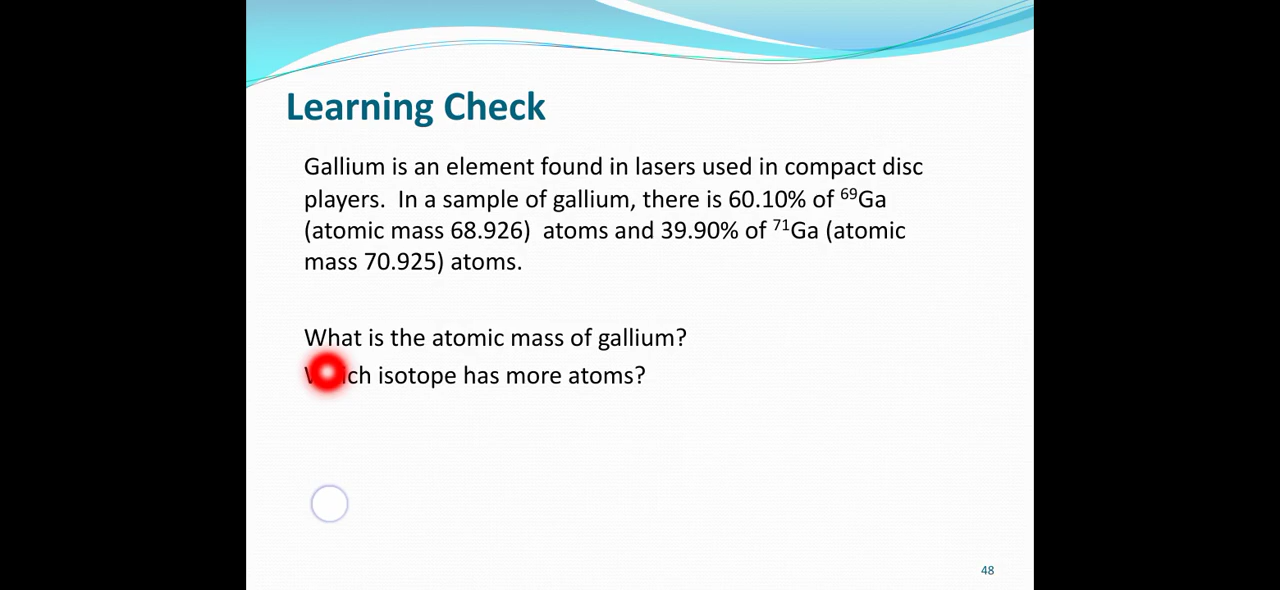 Learning Check
Gallium is an element found in lasers used in compact disc
players.  In a sample of gallium, there is 60.10% of ⁶⁹Ga
(atomic mass 68.926)  atoms and 39.90% of ⁷¹Ga (atomic
mass 70.925) atoms.
What is the atomic mass of gallium?
isotope has more atoms?
48